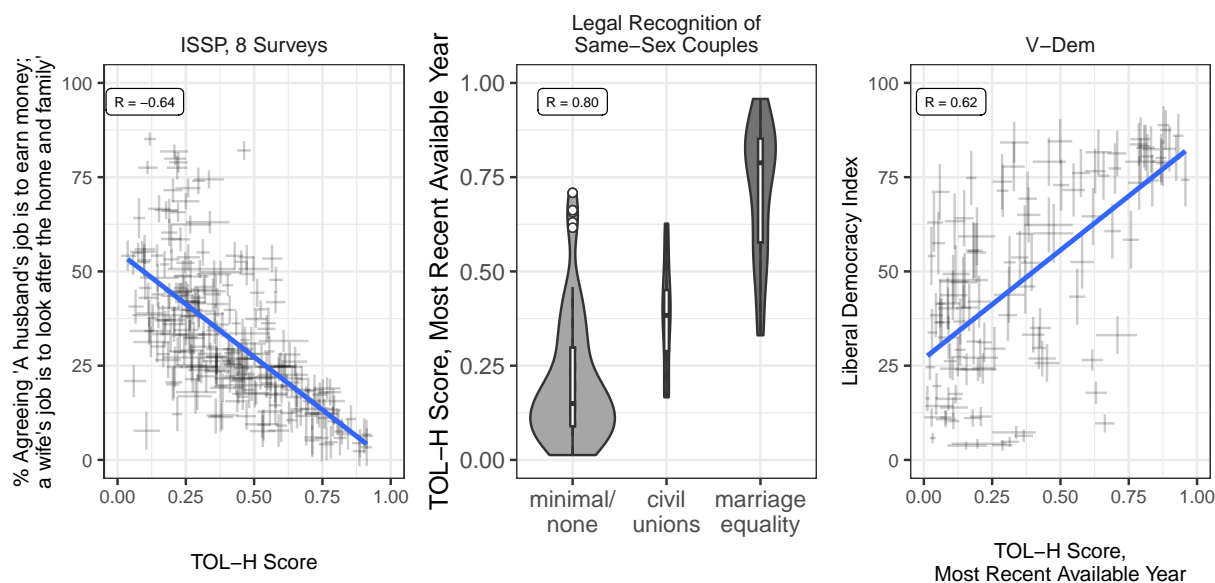 ISSP, 8 Surveys
% Agreeing 'A husband's job is to earn money;
a wife's job is to look after the home and family'
100
75
50
25
0
R = −0.64
0.00 0.25 0.50 0.75 1.00
TOL−H Score
Legal Recognition of
Same−Sex Couples
TOL−H Score, Most Recent Available Year
1.00
0.75
0.50
0.25
0.00
R = 0.80
minimal/
none
civil
unions
marriage
equality
V−Dem
Liberal Democracy Index
100
75
50
25
0
R = 0.62
0.00 0.25 0.50 0.75 1.00
TOL−H Score,
Most Recent Available Year